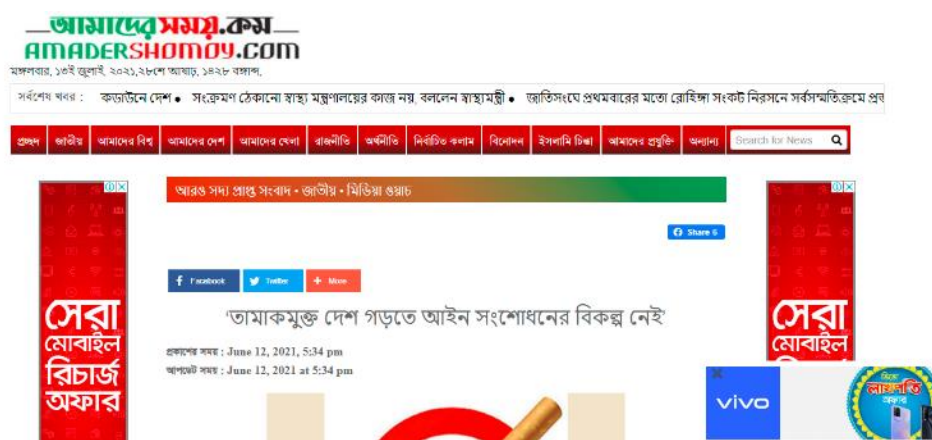 আমাদের সময়.কম
AMADERSHOMOY.COM
মঙ্গলবার, ১৩ই জুলাই, ২০২১,২৮শে আষাঢ়, ১৪২৮ বঙ্গাব্দ,
সর্বশেষ খবর : কডাউনে দেশ • সংক্রমণ ঠেকানো স্বাস্থ্য মন্ত্রণালয়ের কাজ নয়, বললেন স্বাস্থ্যমন্ত্রী • জাতিসংঘে প্রথমবারের মতো রোহিঙ্গা সংকট নিরসনে সর্বসম্মতিক্রমে
প্রচ্ছদ জাতীয় আমাদের বিশ্ব আমাদের দেশ আমাদের খেলা রাজনীতি অর্থনীতি নির্বাচিত কলাম বিনোদন ইসলামি চিন্তা আমাদের প্রযুক্তি অন্যান্য Search for News
আরও সদ্য প্রাপ্ত সংবাদ • জাতীয় • মিডিয়া ওয়াচ
Share 6
Facebook Twitter More
‘তামাকমুক্ত দেশ গড়তে আইন সংশোধনের বিকল্প নেই’
প্রকাশের সময় : June 12, 2021, 5:34 pm
আপডেট সময় : June 12, 2021 at 5:34 pm
সেরা
মোবাইল
রিচার্জ
অফার
সেরা
মোবাইল
vivo
লাখপতি
অফার